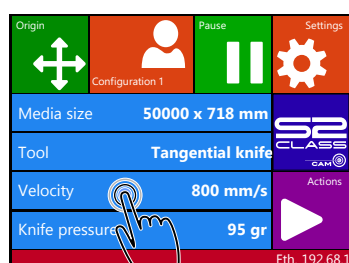 Origin
Configuration 1
Pause
Settings
Media size 50000 x 718 mm
Tool Tangential knife
S2
CLASS
CAM
Velocity 800 mm/s
Actions
Knife pressure 95 gr
Eth. 192.68.1